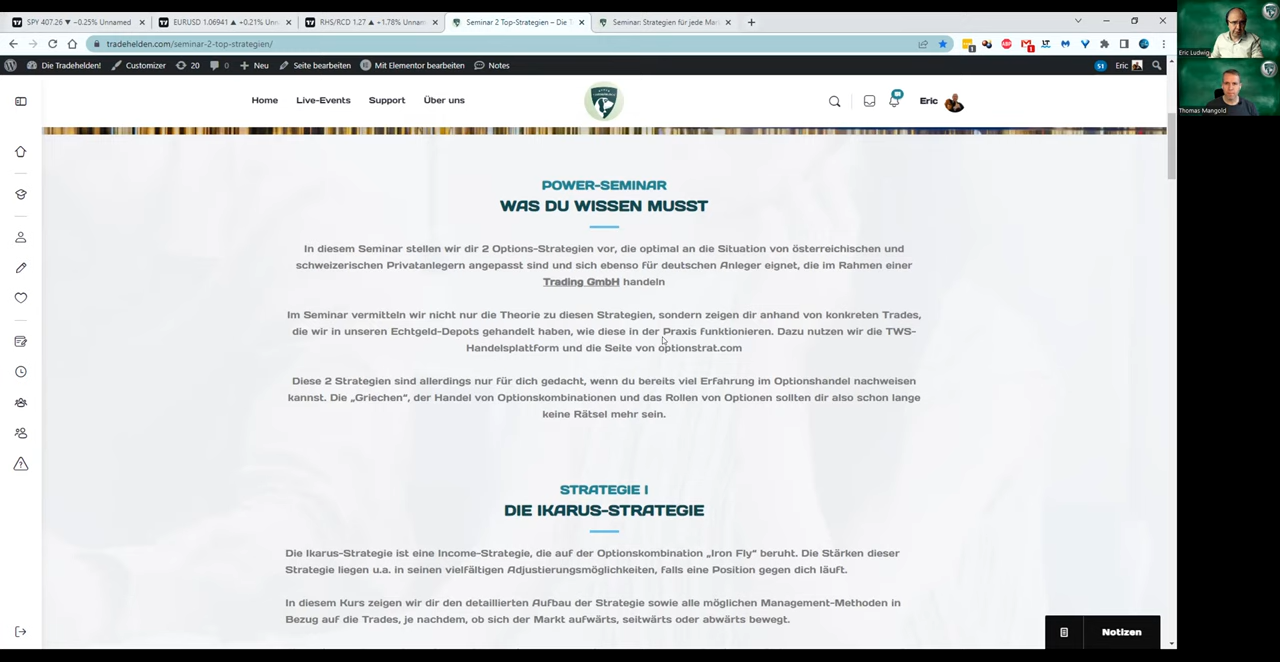 SPY 407.26 ▼ −0.25% Unnamed
EURUSD 1.06941 ▲ +0.21% Unn
RHS/RCD 1.27 ▲ +1.78% Unnam
Seminar 2 Top-Strategien – Die T
Seminar: Strategien für jede Mar
tradehelden.com/seminar-2-top-strategien/
Die Tradehelden!
Customizer
20
0
Neu
Seite bearbeiten
Mit Elementor bearbeiten
Notes
51
Eric
Home
Live-Events
Support
Über uns
Eric
Eric Ludwig
Thomas Mangold
POWER-SEMINAR
WAS DU WISSEN MUSST
In diesem Seminar stellen wir dir 2 Options-Strategien vor, die optimal an die Situation von österreichischen und
schweizerischen Privatanlegern angepasst sind und sich ebenso für deutschen Anleger eignet, die im Rahmen einer
Trading GmbH handeln
Im Seminar vermitteln wir nicht nur die Theorie zu diesen Strategien, sondern zeigen dir anhand von konkreten Trades,
die wir in unseren Echtgeld-Depots gehandelt haben, wie diese in der Praxis funktionieren. Dazu nutzen wir die TWS-
Handelsplattform und die Seite von optionstrat.com
Diese 2 Strategien sind allerdings nur für dich gedacht, wenn du bereits viel Erfahrung im Optionshandel nachweisen
kannst. Die „Griechen“, der Handel von Optionskombinationen und das Rollen von Optionen sollten dir also schon lange
keine Rätsel mehr sein.
STRATEGIE I
DIE IKARUS-STRATEGIE
Die Ikarus-Strategie ist eine Income-Strategie, die auf der Optionskombination „Iron Fly“ beruht. Die Stärken dieser
Strategie liegen u.a. in seinen vielfältigen Adjustierungsmöglichkeiten, falls eine Position gegen dich läuft.
In diesem Kurs zeigen wir dir den detaillierten Aufbau der Strategie sowie alle möglichen Management-Methoden in
Bezug auf die Trades, je nachdem, ob sich der Markt aufwärts, seitwärts oder abwärts bewegt.
Notizen